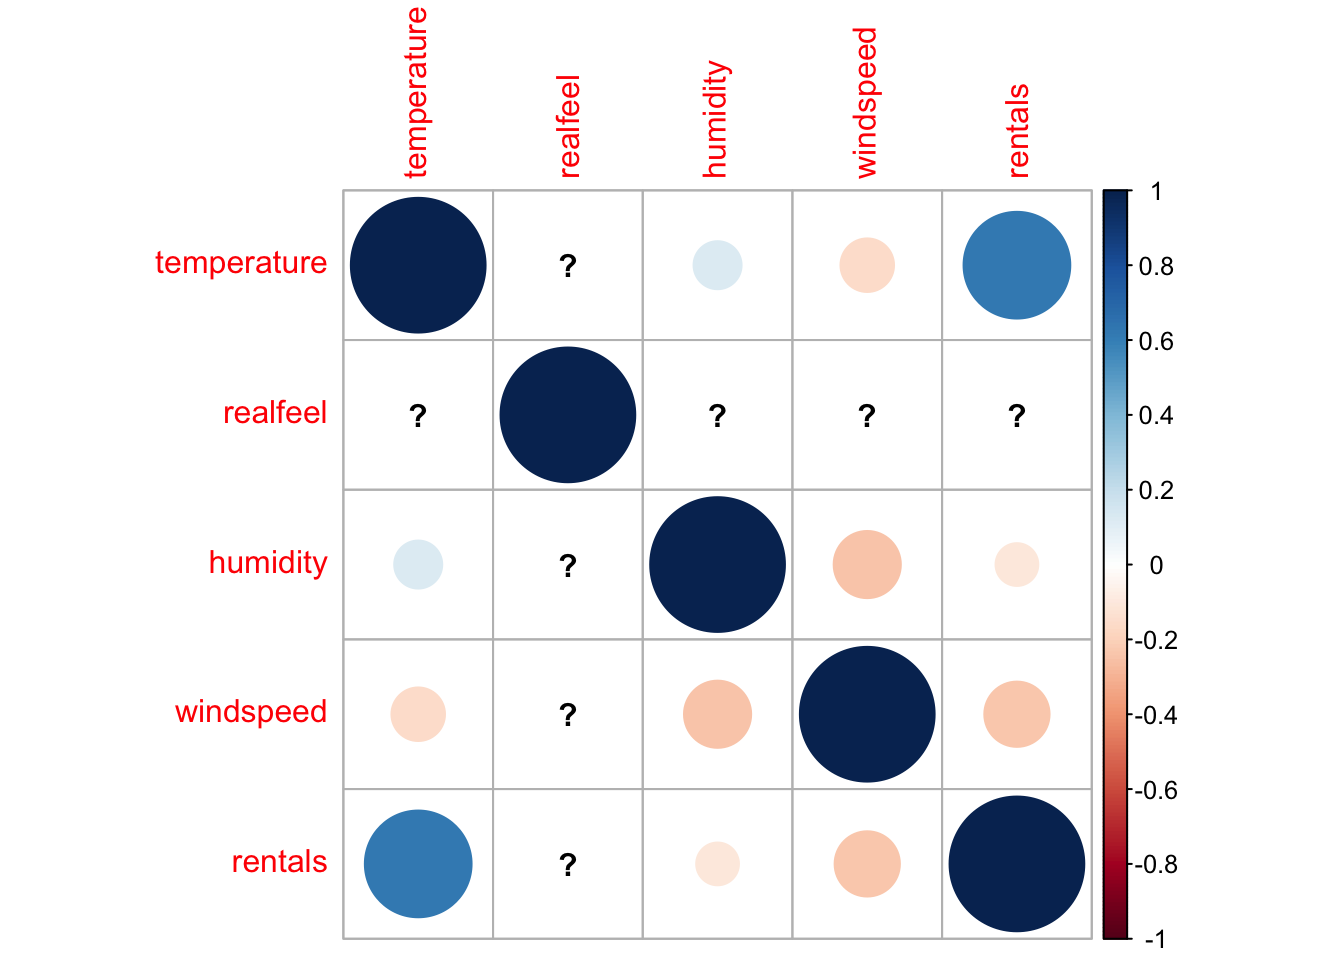 temperature
realfeel
humidity
windspeed
rentals
temperature ?
realfeel ? ? ? ?
humidity ?
windspeed ?
rentals ?
1
0.8
0.6
0.4
0.2
0
-0.2
-0.4
-0.6
-0.8
-1